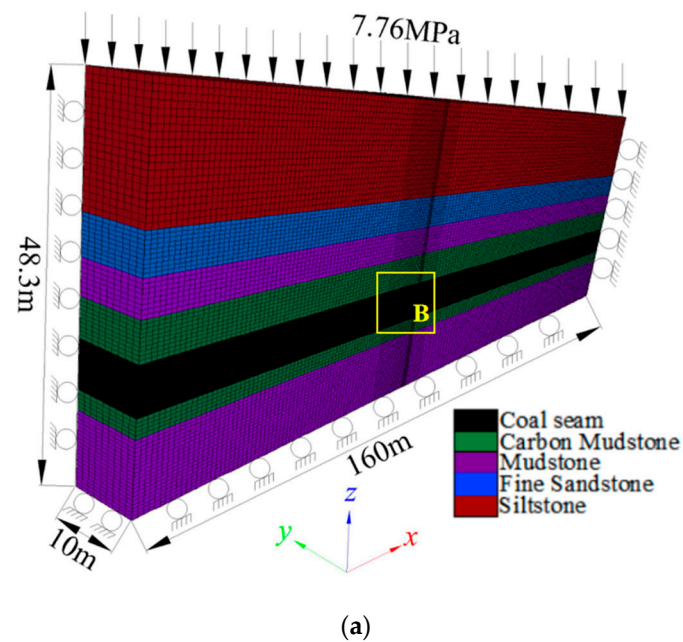 7.76MPa
48.3m
B
Coal seam
Carbon Mudstone
Mudstone
Fine Sandstone
Siltstone
160m
10m
z
y
x
(a)